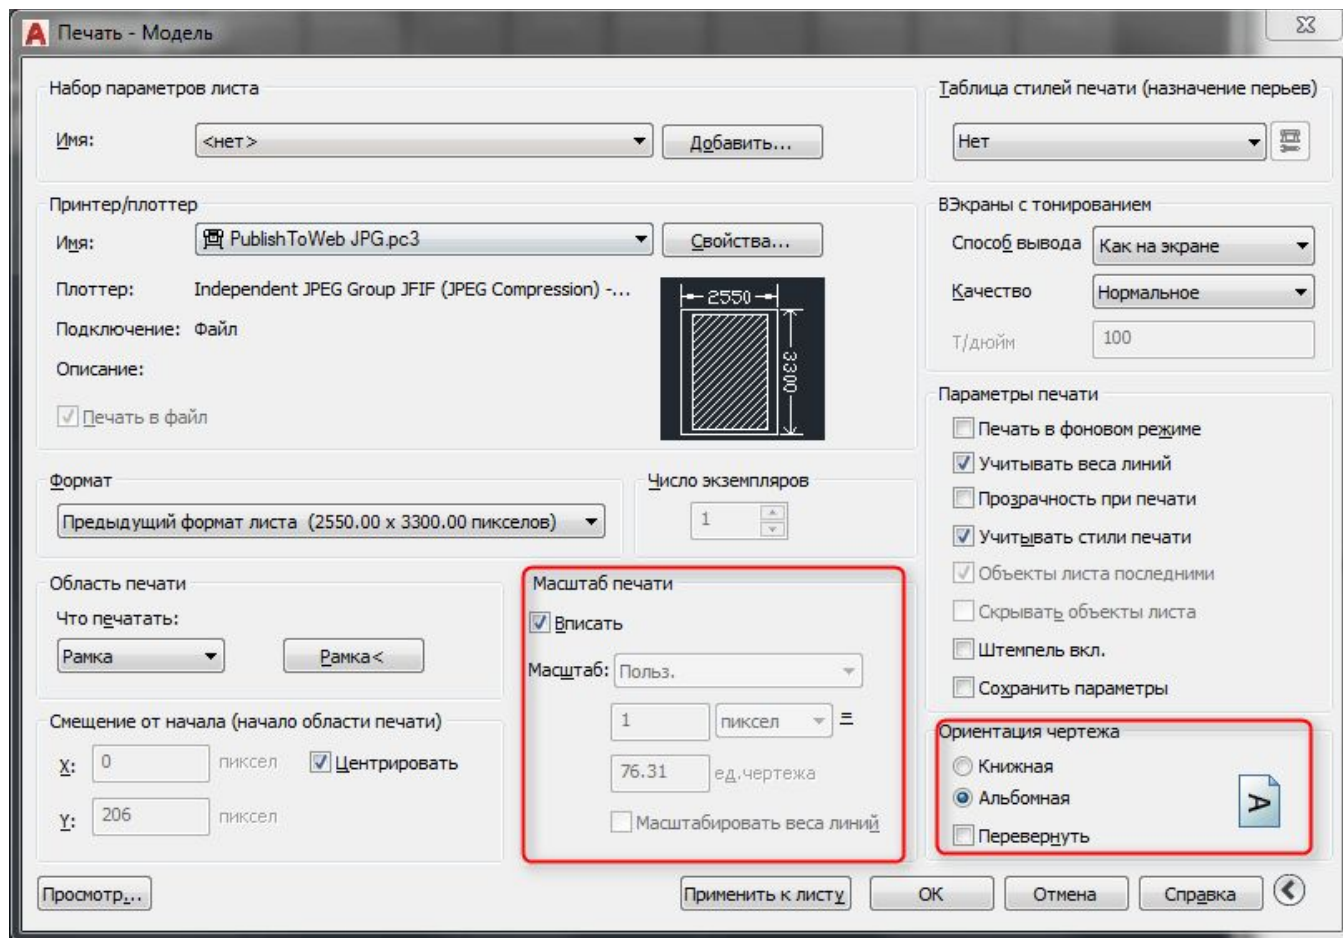 Печать - Модель
Набор параметров листа
Имя:
<нет>
Добавить...
Принтер/плоттер
Имя:
PublishToWeb JPG.pc3
Свойства...
Плоттер:
Independent JPEG Group JFIF (JPEG Compression) -...
Подключение:
Файл
Описание:
Печать в файл
2550
3300
Формат
Предыдущий формат листа (2550.00 x 3300.00 пикселов)
Число экземпляров
1
Область печати
Что печатать:
Рамка
Рамка<
Масштаб печати
Вписать
Масштаб:
Польз.
1
пиксел
=
76.31
ед.чертежа
Масштабировать веса линий
Смещение от начала (начало области печати)
X:
0
пиксел
Центрировать
Y:
206
пиксел
Таблица стилей печати (назначение перьев)
Нет
ВЭкраны с тонированием
Способ вывода
Как на экране
Качество
Нормальное
Т/дюйм
100
Параметры печати
Печать в фоновом режиме
Учитывать веса линий
Прозрачность при печати
Учитывать стили печати
Объекты листа последними
Скрывать объекты листа
Штемпель вкл.
Сохранить параметры
Ориентация чертежа
Книжная
Альбомная
Перевернуть
A
Просмотр...
Применить к листу
ОК
Отмена
Справка